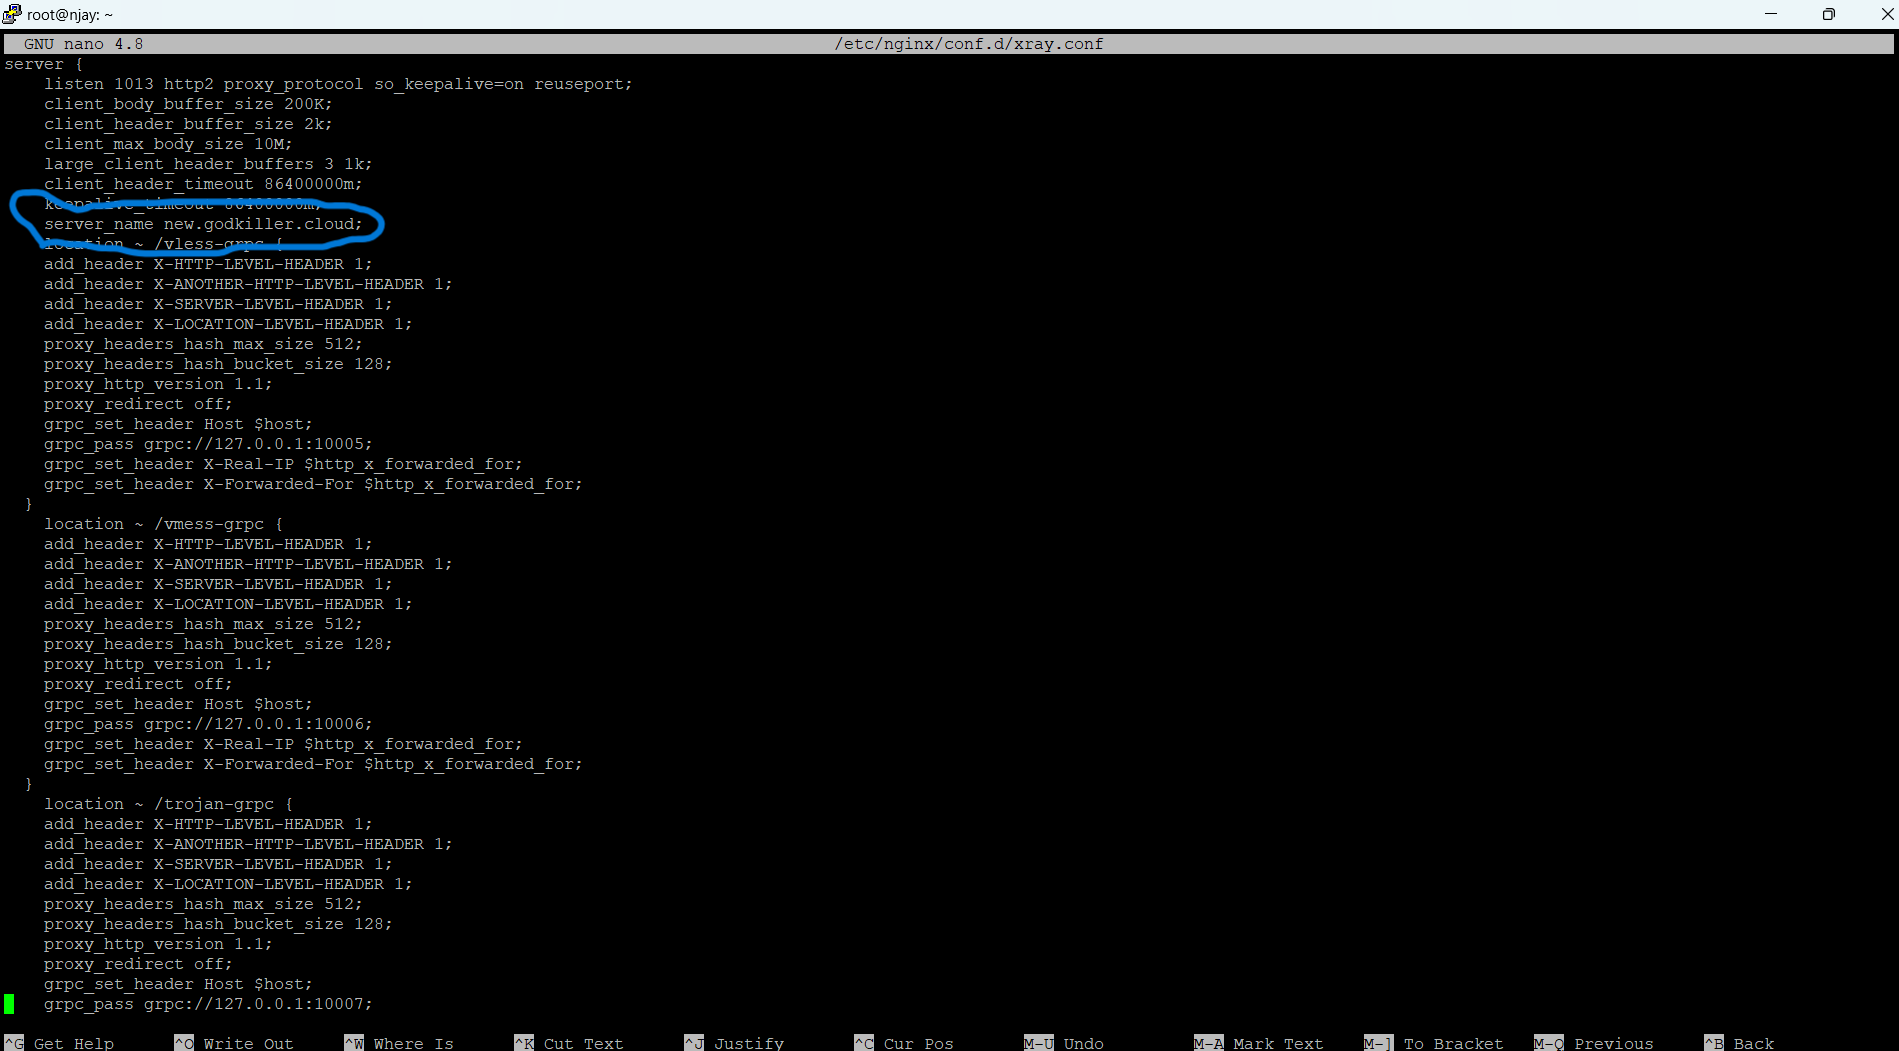 root@njay: ~
GNU nano 4.8 /etc/nginx/conf.d/xray.conf
server {
listen 1013 http2 proxy_protocol so_keepalive=on reuseport;
client_body_buffer_size 200K;
client_header_buffer_size 2k;
client_max_body_size 10M;
large_client_header_buffers 3 1k;
client_header_timeout 86400000m;
keepalive_timeout 86400000m;
server_name new.godkiller.cloud;
location ~ /vless-grpc {
add_header X-HTTP-LEVEL-HEADER 1;
add_header X-ANOTHER-HTTP-LEVEL-HEADER 1;
add_header X-SERVER-LEVEL-HEADER 1;
add_header X-LOCATION-LEVEL-HEADER 1;
proxy_headers_hash_max_size 512;
proxy_headers_hash_bucket_size 128;
proxy_http_version 1.1;
proxy_redirect off;
grpc_set_header Host $host;
grpc_pass grpc://127.0.0.1:10005;
grpc_set_header X-Real-IP $http_x_forwarded_for;
grpc_set_header X-Forwarded-For $http_x_forwarded_for;
}
location ~ /vmess-grpc {
add_header X-HTTP-LEVEL-HEADER 1;
add_header X-ANOTHER-HTTP-LEVEL-HEADER 1;
add_header X-SERVER-LEVEL-HEADER 1;
add_header X-LOCATION-LEVEL-HEADER 1;
proxy_headers_hash_max_size 512;
proxy_headers_hash_bucket_size 128;
proxy_http_version 1.1;
proxy_redirect off;
grpc_set_header Host $host;
grpc_pass grpc://127.0.0.1:10006;
grpc_set_header X-Real-IP $http_x_forwarded_for;
grpc_set_header X-Forwarded-For $http_x_forwarded_for;
}
location ~ /trojan-grpc {
add_header X-HTTP-LEVEL-HEADER 1;
add_header X-ANOTHER-HTTP-LEVEL-HEADER 1;
add_header X-SERVER-LEVEL-HEADER 1;
add_header X-LOCATION-LEVEL-HEADER 1;
proxy_headers_hash_max_size 512;
proxy_headers_hash_bucket_size 128;
proxy_http_version 1.1;
proxy_redirect off;
grpc_set_header Host $host;
grpc_pass grpc://127.0.0.1:10007;
^G Get Help ^O Write Out ^W Where Is ^K Cut Text ^J Justify ^C Cur Pos M-U Undo M-A Mark Text M-] To Bracket M-Q Previous ^B Back